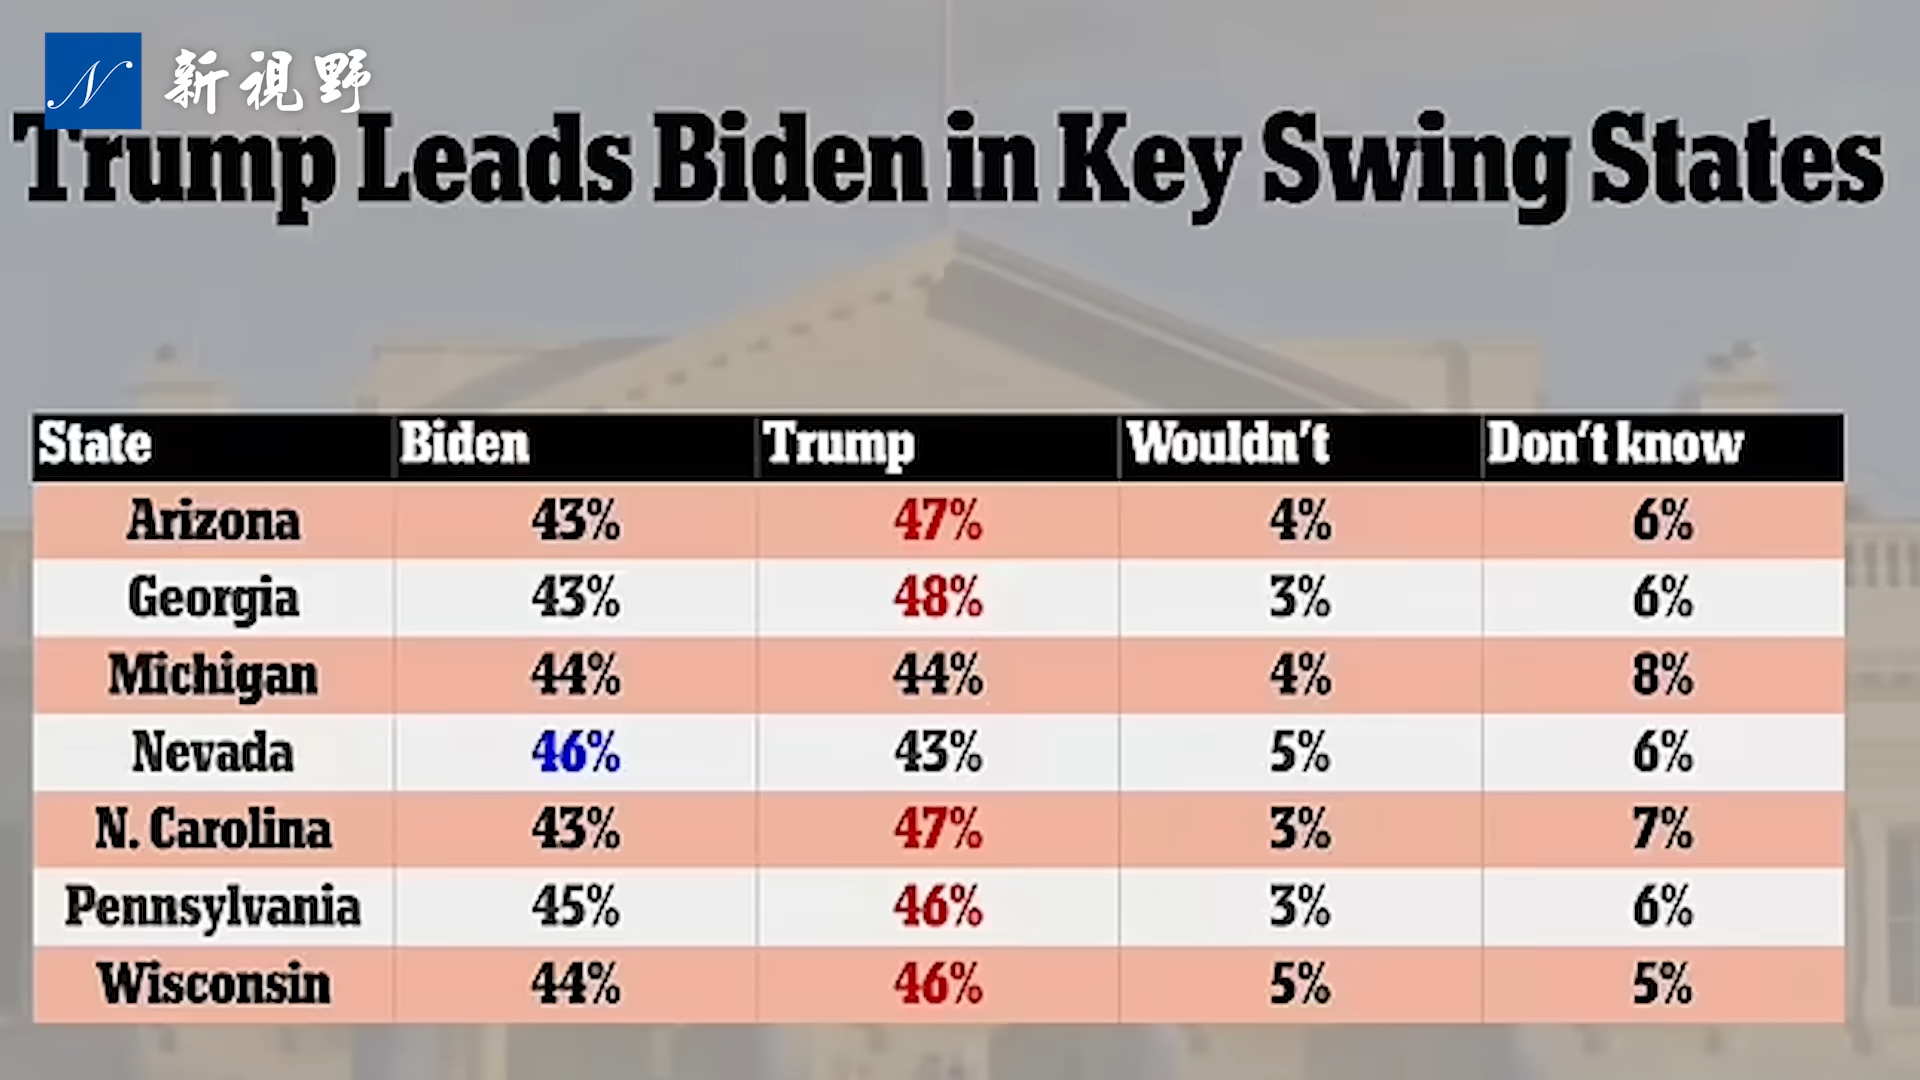 N 新視野
Trump Leads Biden in Key Swing States
State Biden Trump Wouldn't Don't know
Arizona 43% 47% 4% 6%
Georgia 43% 48% 3% 6%
Michigan 44% 44% 4% 8%
Nevada 46% 43% 5% 6%
N. Carolina 43% 47% 3% 7%
Pennsylvania 45% 46% 3% 6%
Wisconsin 44% 46% 5% 5%